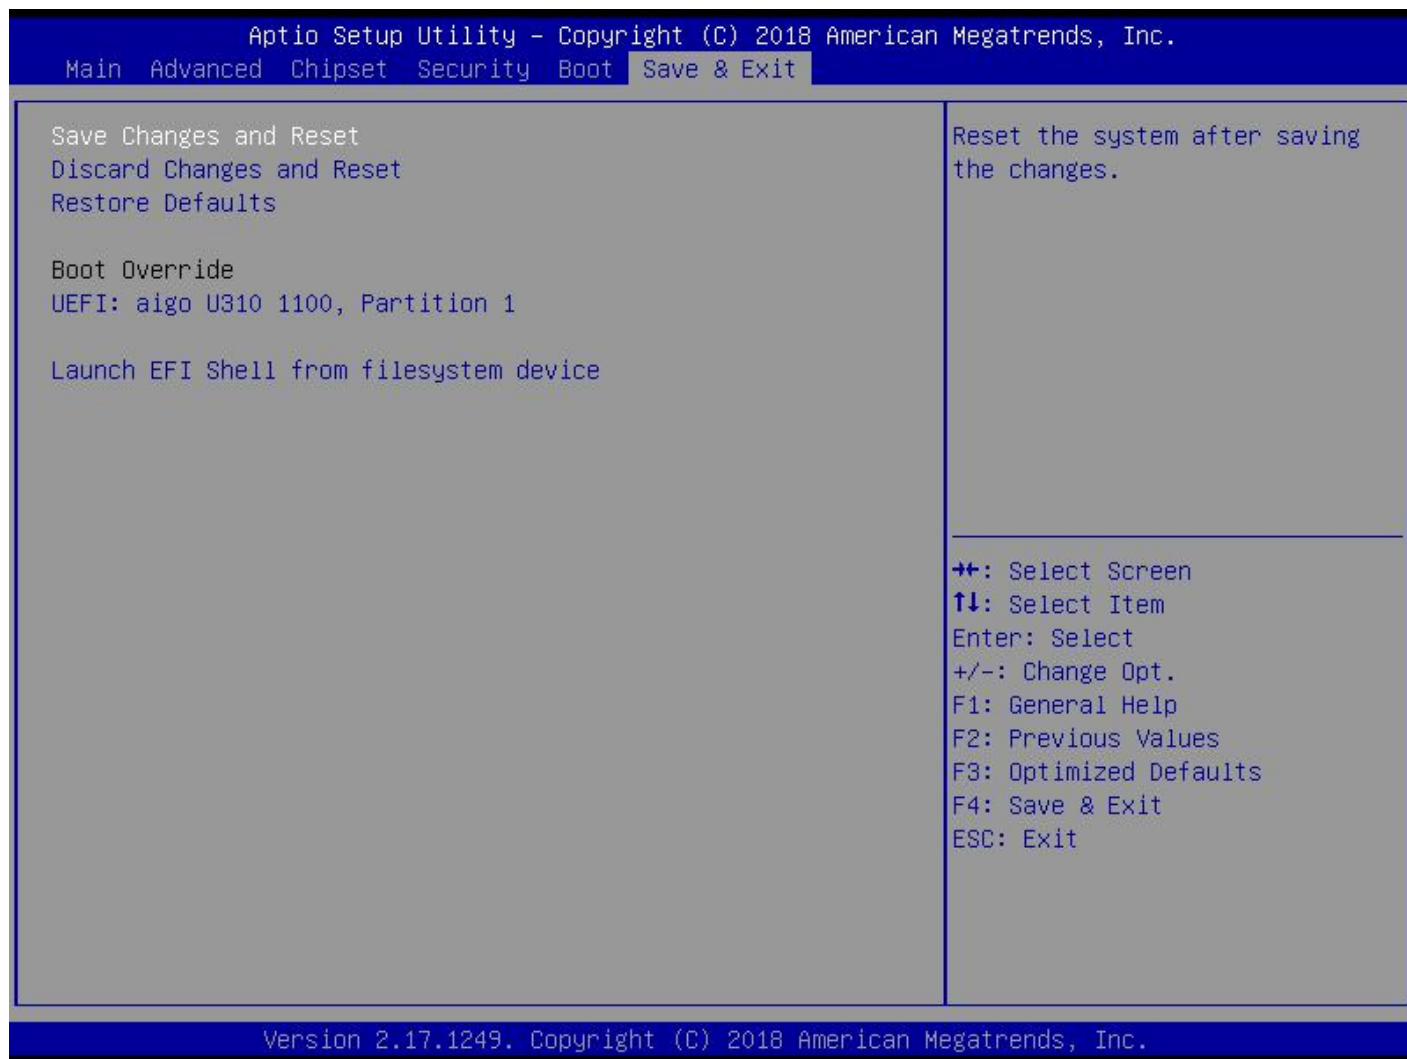 Aptio Setup Utility – Copyright (C) 2018 American Megatrends, Inc.
Main Advanced Chipset Security Boot Save & Exit
Save Changes and Reset
Discard Changes and Reset
Restore Defaults
Boot Override
UEFI: aigo U310 1100, Partition 1
Launch EFI Shell from filesystem device
Reset the system after saving
the changes.
→←: Select Screen
↑↓: Select Item
Enter: Select
+/-: Change Opt.
F1: General Help
F2: Previous Values
F3: Optimized Defaults
F4: Save & Exit
ESC: Exit
Version 2.17.1249. Copyright (C) 2018 American Megatrends, Inc.